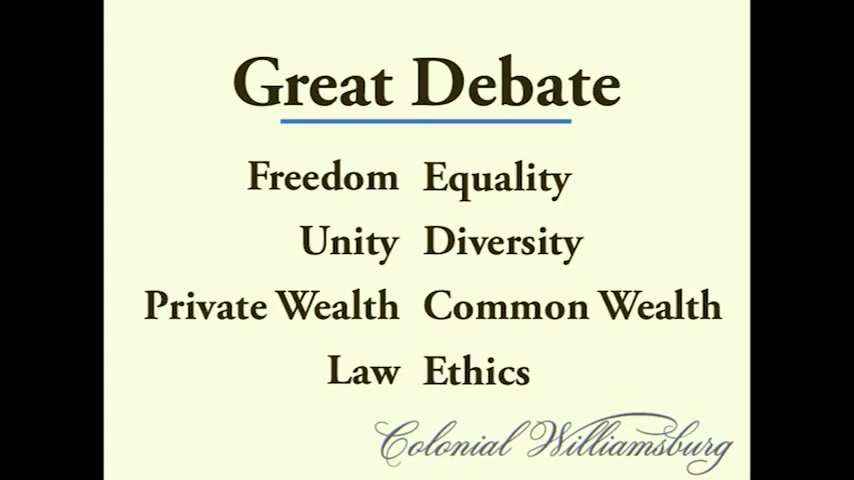 Great Debate
Freedom Equality
Unity Diversity
Private Wealth Common Wealth
Law Ethics
Colonial Williamsburg